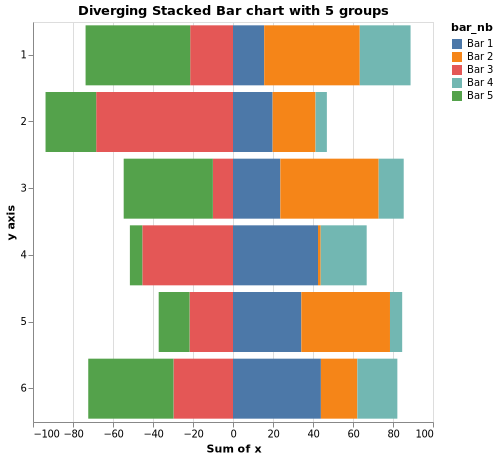 Diverging Stacked Bar chart with 5 groups
bar_nb
Bar 1
Bar 2
Bar 3
Bar 4
Bar 5
y axis
1
2
3
4
5
6
−100 −80 −60 −40 −20 0 20 40 60 80 100
Sum of x